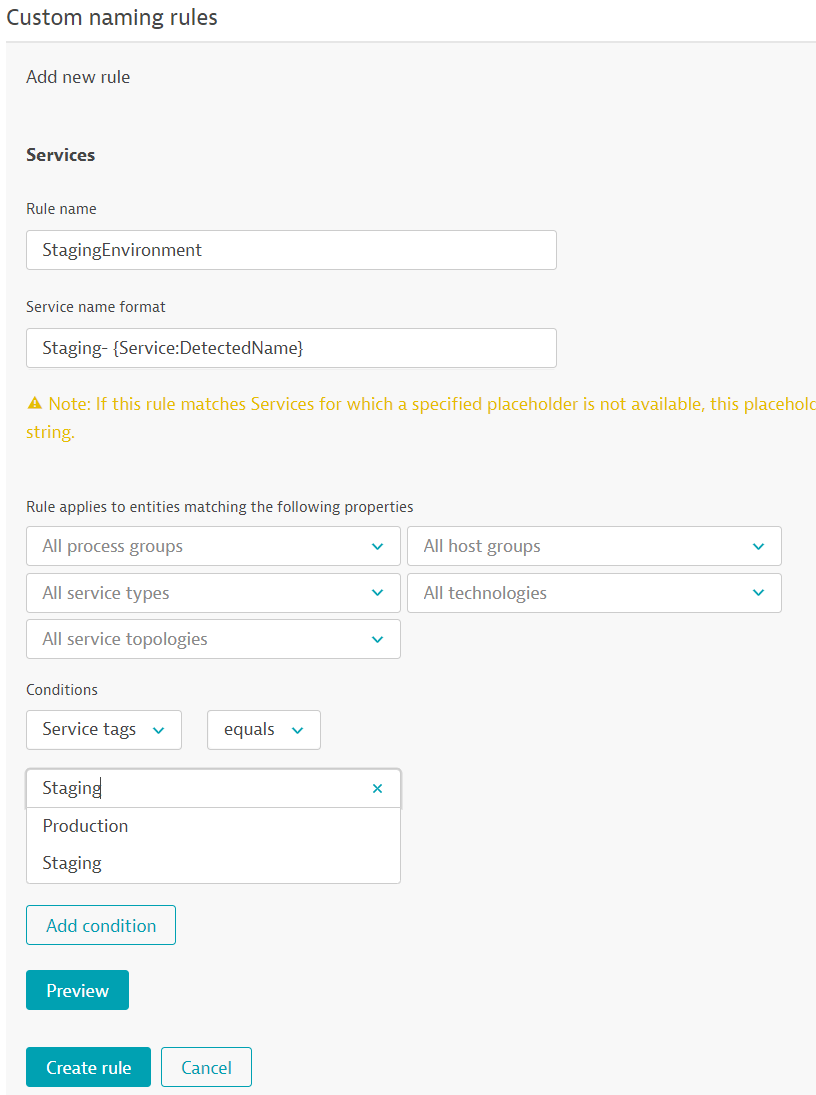 Custom naming rules
Add new rule
Services
Rule name
StagingEnvironment
Service name format
Staging- {Service:DetectedName}
Note: If this rule matches Services for which a specified placeholder is not available, this
string.
Rule applies to entities matching the following properties
All process groups
All host groups
All service types
All technologies
All service topologies
Conditions
Service tags
equals
Staging
Production
Staging
Add condition
Preview
Create rule
Cancel